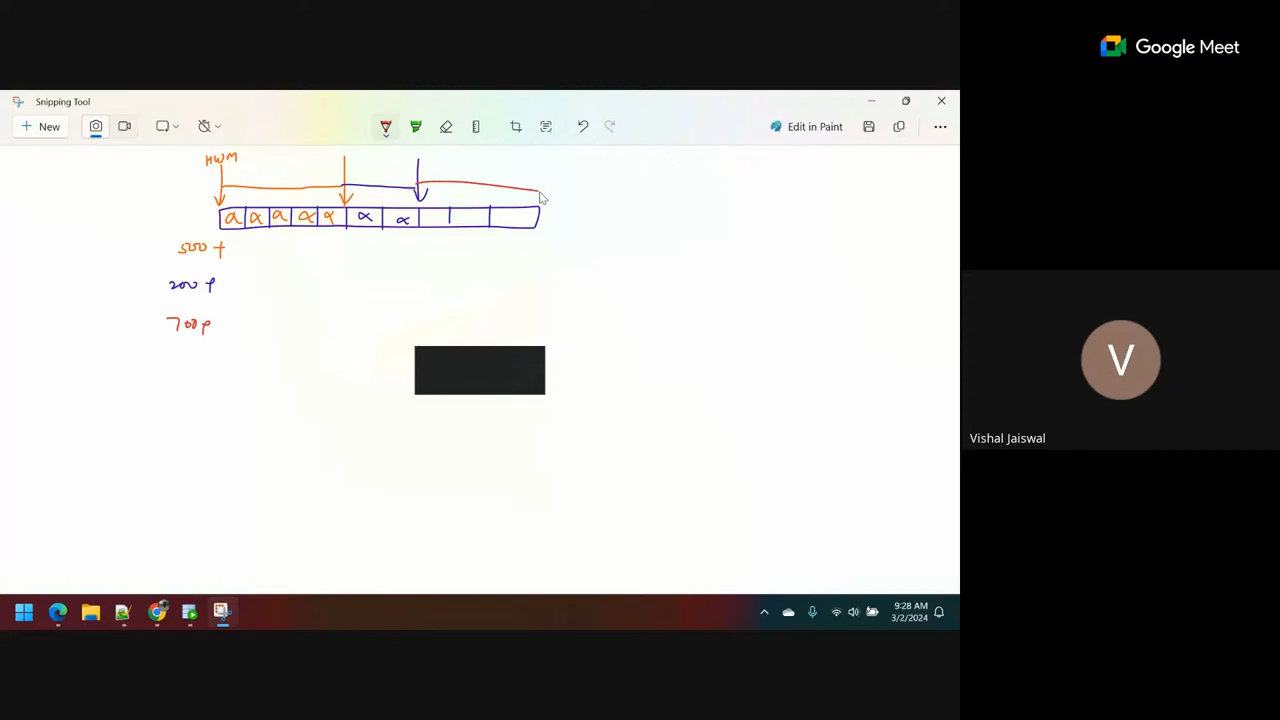 Google Meet
Snipping Tool
New
Edit in Paint
HWM
a a a a a a a
500 f
200 f
700 f
Vishal Jaiswal
V
9:28 AM
3/2/2024